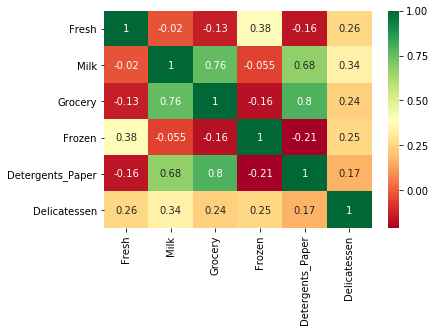 Fresh 1 -0.02 -0.13 0.38 -0.16 0.26
Milk -0.02 1 0.76 -0.055 0.68 0.34
Grocery -0.13 0.76 1 -0.16 0.8 0.24
Frozen 0.38 -0.055 -0.16 1 -0.21 0.25
Detergents_Paper -0.16 0.68 0.8 -0.21 1 0.17
Delicatessen 0.26 0.34 0.24 0.25 0.17 1
Fresh
Milk
Grocery
Frozen
Detergents_Paper
Delicatessen
1.00
0.75
0.50
0.25
0.00